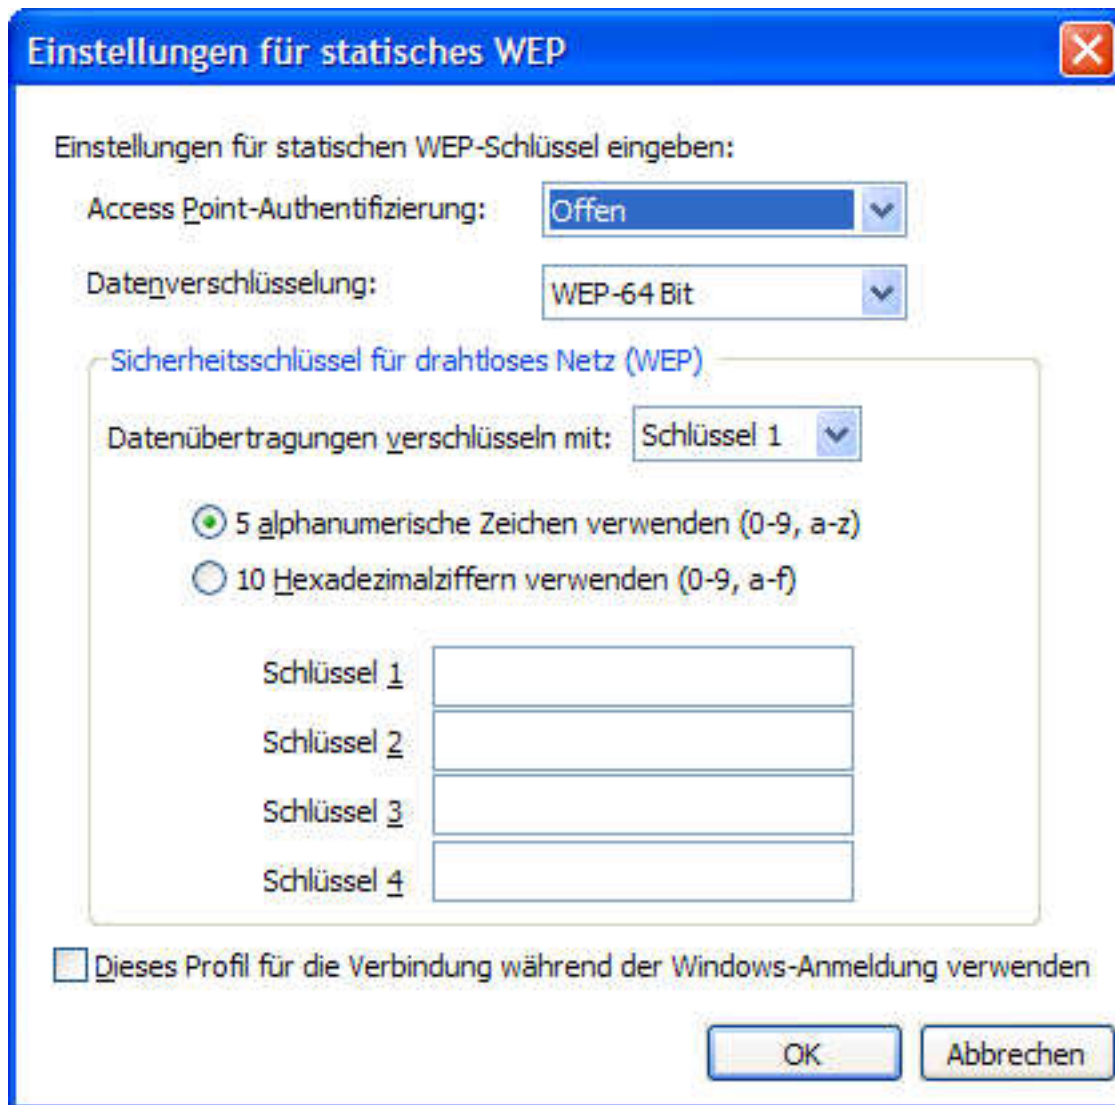 Einstellungen für statisches WEP
Einstellungen für statischen WEP-Schlüssel eingeben:
Access Point-Authentifizierung: Offen
Datenverschlüsselung: WEP-64 Bit
Sicherheitsschlüssel für drahtloses Netz (WEP)
Datenübertragungen verschlüsseln mit: Schlüssel 1
5 alphanumerische Zeichen verwenden (0-9, a-z)
10 Hexadezimalziffern verwenden (0-9, a-f)
Schlüssel 1
Schlüssel 2
Schlüssel 3
Schlüssel 4
Dieses Profil für die Verbindung während der Windows-Anmeldung verwenden
OK Abbrechen